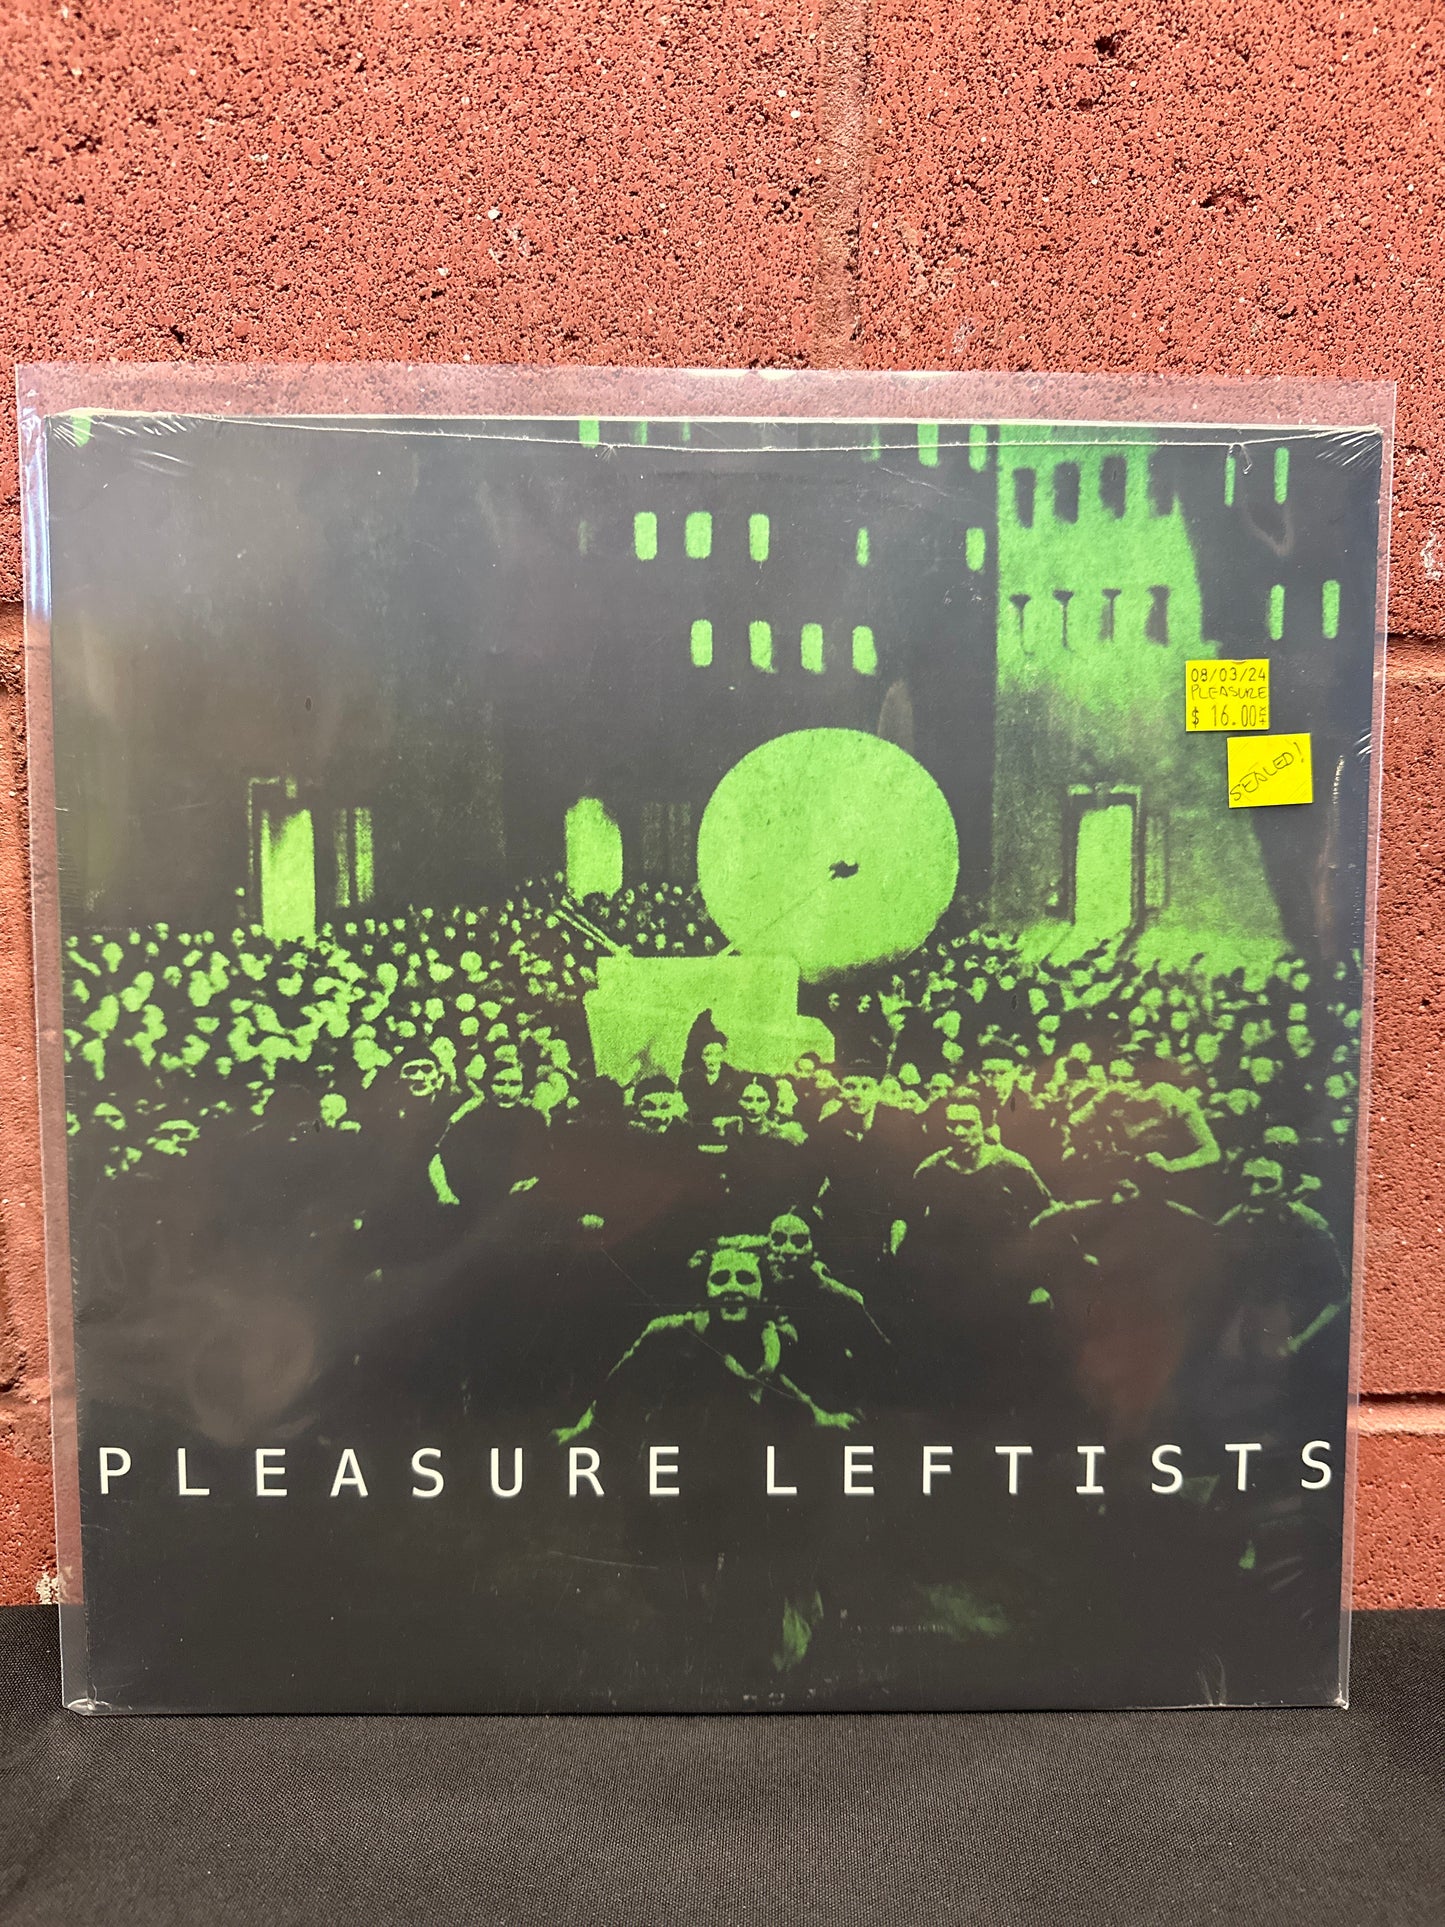 08/03/24
PLEASURE
$ 16.00
SEALED!
PLEASURE LEFTISTS